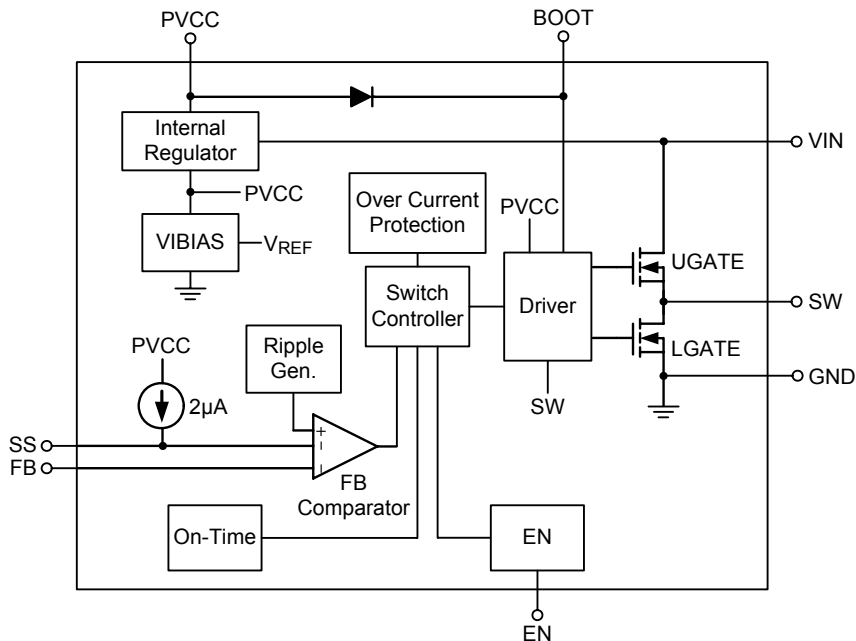 PVCC
BOOT
Internal
Regulator
VIN
PVCC
Over Current
Protection
PVCC
VIBIAS
VREF
UGATE
Switch
Controller
Driver
SW
PVCC
Ripple
Gen.
LGATE
GND
2µA
SW
SS
+
-
FB
-
FB
Comparator
On-Time
EN
EN